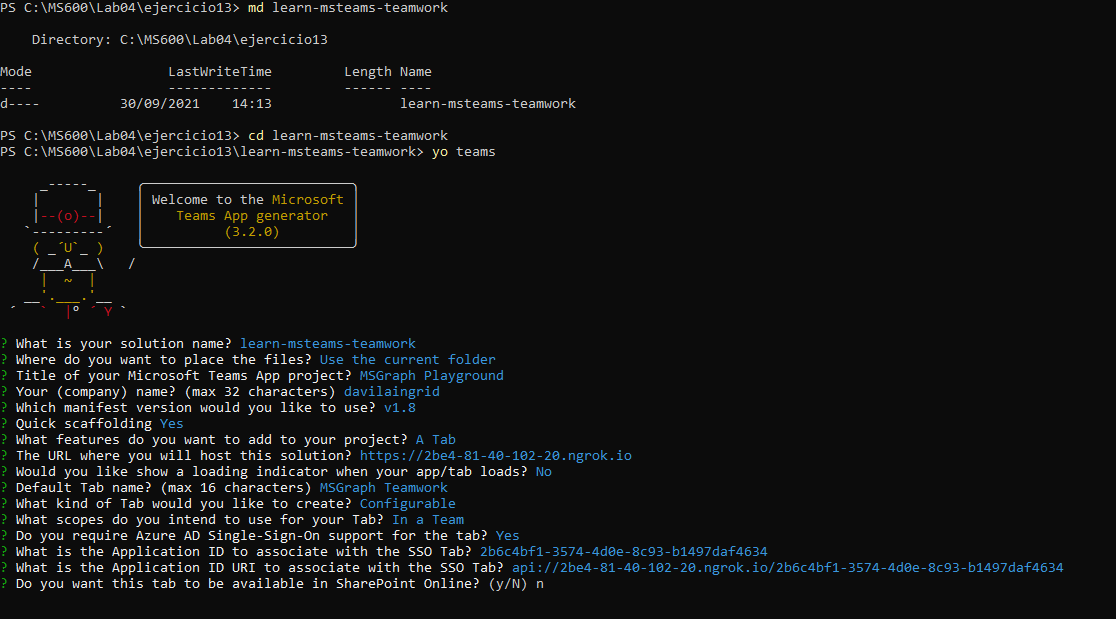 PS C:\MS600\Lab04\ejercicio13> md learn-msteams-teamwork
Directory: C:\MS600\Lab04\ejercicio13
Mode                 LastWriteTime         Length Name
----                 -------------         ------ ----
d----          30/09/2021    14:13                learn-msteams-teamwork
PS C:\MS600\Lab04\ejercicio13> cd learn-msteams-teamwork
PS C:\MS600\Lab04\ejercicio13\learn-msteams-teamwork> yo teams
Welcome to the Microsoft
Teams App generator
(3.2.0)
? What is your solution name? learn-msteams-teamwork
? Where do you want to place the files? Use the current folder
? Title of your Microsoft Teams App project? MSGraph Playground
? Your (company) name? (max 32 characters) davilaingrid
? Which manifest version would you like to use? v1.8
? Quick scaffolding Yes
? What features do you want to add to your project? A Tab
? The URL where you will host this solution? https://2be4-81-40-102-20.ngrok.io
? Would you like show a loading indicator when your app/tab loads? No
? Default Tab name? (max 16 characters) MSGraph Teamwork
? What kind of Tab would you like to create? Configurable
? What scopes do you intend to use for your Tab? In a Team
? Do you require Azure AD Single-Sign-On support for the tab? Yes
? What is the Application ID to associate with the SSO Tab? 2b6c4bf1-3574-4d0e-8c93-b1497daf4634
? What is the Application ID URI to associate with the SSO Tab? api://2be4-81-40-102-20.ngrok.io/2b6c4bf1-3574-4d0e-8c93-b1497daf4634
? Do you want this tab to be available in SharePoint Online? (y/N) n